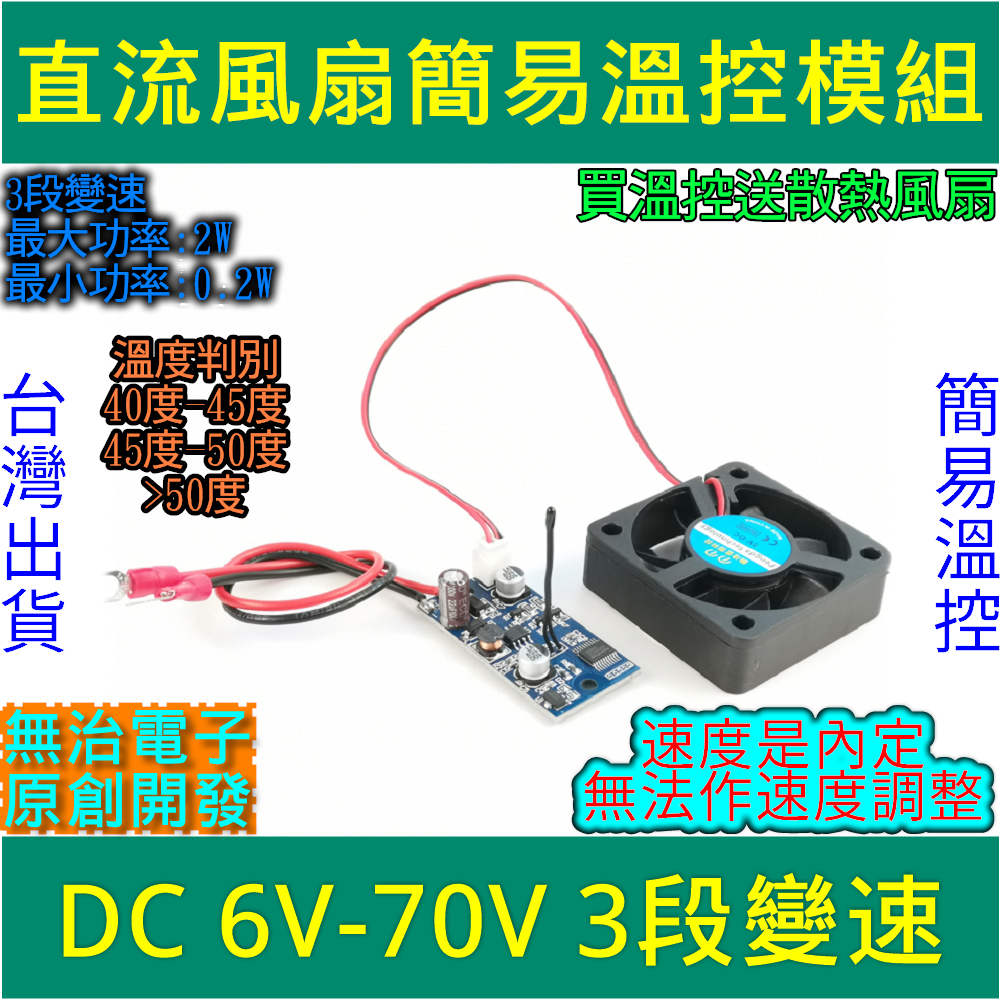 直流風扇簡易溫控模組
3段變速
最大功率:2W
最小功率:0.2W
買溫控送散熱風扇
溫度判別
40度-45度
45度-50度
>50度
台灣出貨
簡易溫控
無治電子
原創開發
速度是內定
無法作速度調整
DC 6V-70V 3段變速